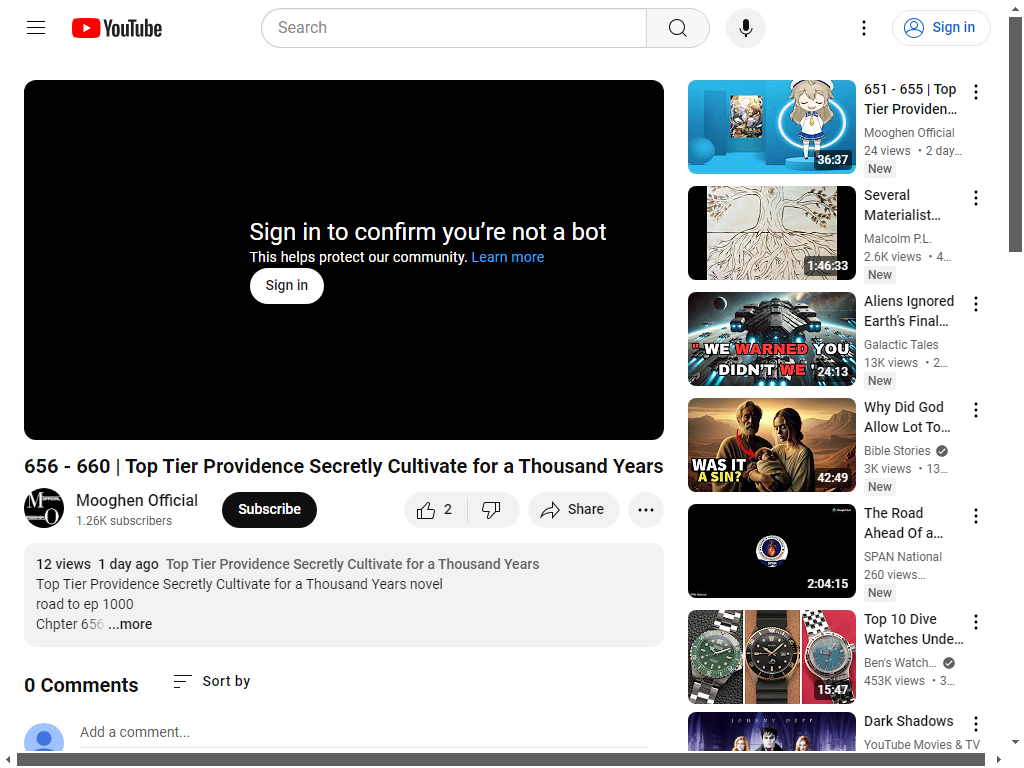 YouTube
Search
Sign in
Sign in to confirm you're not a bot
This helps protect our community. Learn more
Sign in
656 - 660 | Top Tier Providence Secretly Cultivate for a Thousand Years
Mooghen Official
1.26K subscribers
Subscribe
2
Share
12 views 1 day ago Top Tier Providence Secretly Cultivate for a Thousand Years
Top Tier Providence Secretly Cultivate for a Thousand Years novel
road to ep 1000
Chpter 656 ...more
0 Comments
Sort by
Add a comment...
36:37
651 - 655 | Top
Tier Providen...
Mooghen Official
24 views • 2 day...
New
1:46:33
Several
Materialist...
Malcolm P.L.
2.6K views • 4...
New
"WE WARNED YOU
DIDN'T WE"
24:13
Aliens Ignored
Earth's Final...
Galactic Tales
13K views • 2...
New
WAS IT
A SIN?
42:49
Why Did God
Allow Lot To...
Bible Stories
3K views • 13...
New
2:04:15
The Road
Ahead Of a...
SPAN National
260 views...
New
15:47
Top 10 Dive
Watches Unde...
Ben's Watch...
453K views • 3...
JOHNNY DEPP
Dark Shadows
YouTube Movies & TV